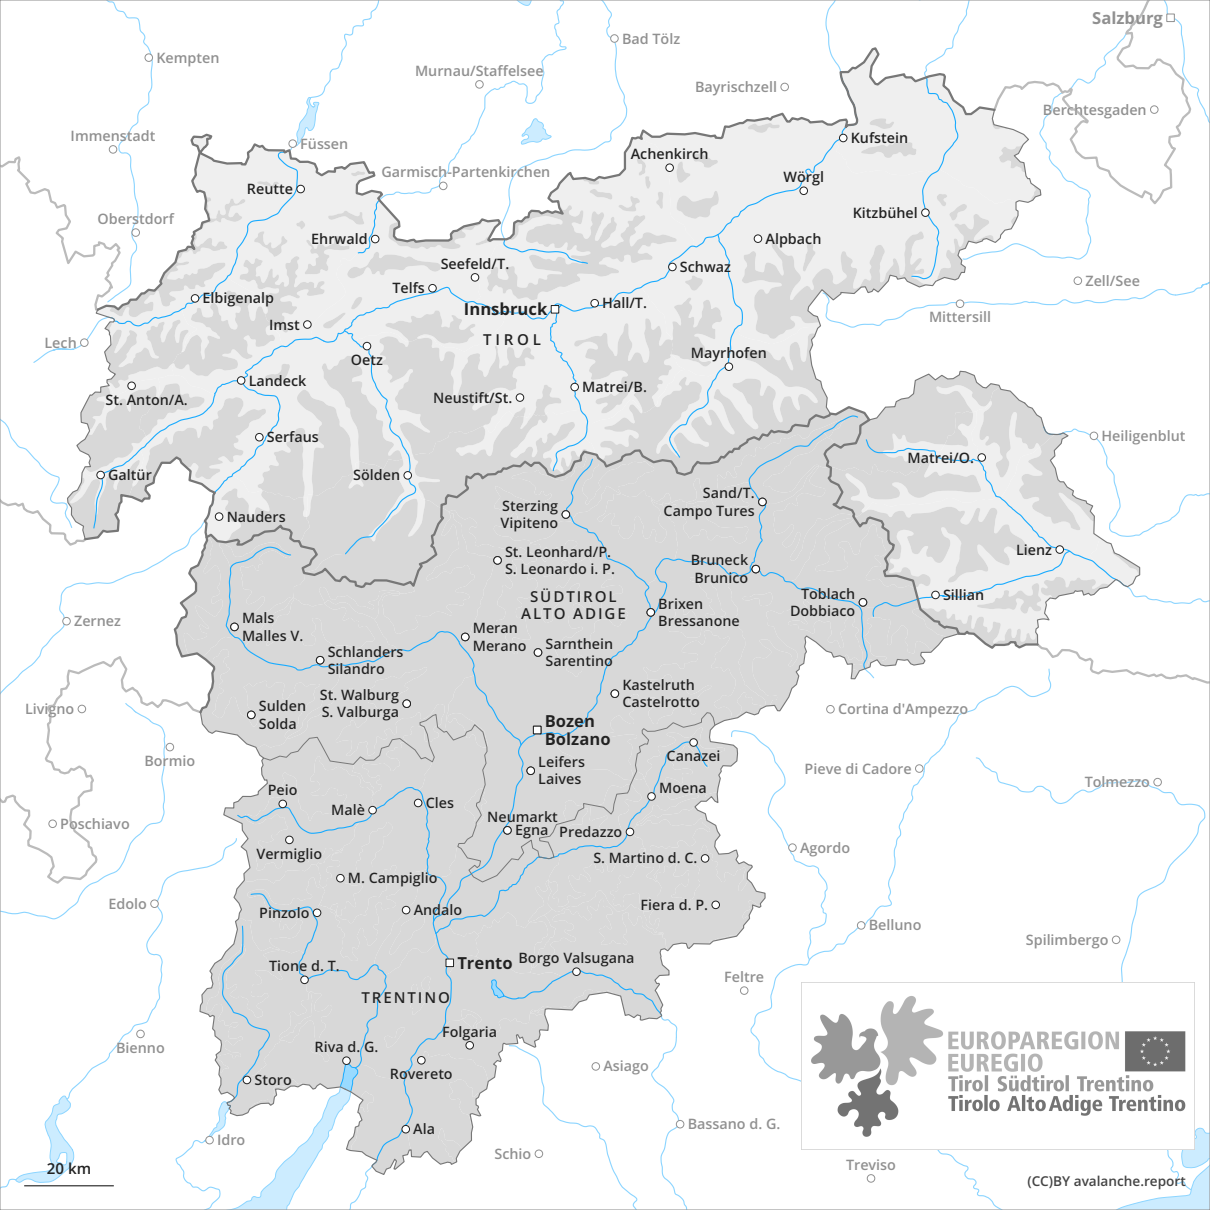 Salzburg
Bad Tölz
Kempten
Murnau/Staffelsee
Bayrischzell
Berchtesgaden
Immenstadt
Füssen
Kufstein
Achenkirch
Garmisch-Partenkirchen
Wörgl
Reutte
Oberstdorf
Kitzbühel
Ehrwald
Alpbach
Seefeld/T.
Schwaz
Zell/See
Telfs
Elbigenalp
Hall/T.
Innsbruck
Mittersill
Imst
TIROL
Lech
Oetz
Mayrhofen
Landeck
Matrei/B.
St. Anton/A.
Neustift/St.
Serfaus
Heiligenblut
Matrei/O.
Galtür
Sölden
Sand/T.
Campo Tures
Sterzing
Vipiteno
Nauders
Lienz
St. Leonhard/P.
S. Leonardo i. P.
Bruneck
Brunico
SÜDTIROL
ALTO ADIGE
Toblach
Dobbiaco
Sillian
Brixen
Bressanone
Zernez
Mals
Malles V.
Meran
Merano
Sarnthein
Sarentino
Schlanders
Silandro
Kastelruth
Castelrotto
St. Walburg
S. Valburga
Sulden
Solda
Livigno
Cortina d'Ampezzo
Bozen
Bolzano
Canazei
Bormio
Leifers
Laives
Pieve di Cadore
Tolmezzo
Peio
Moena
Malè
Cles
Neumarkt
Egna
Predazzo
Poschiavo
Vermiglio
Agordo
S. Martino d. C.
M. Campiglio
Edolo
Pinzolo
Andalo
Fiera d. P.
Belluno
Spilimbergo
Trento
Borgo Valsugana
Tione d. T.
Feltre
TRENTINO
Folgaria
Bienno
Riva d. G.
Rovereto
Asiago
Storo
EUROPAREGION
EUREGIO
Tirol Südtirol Trentino
Tirolo Alto Adige Trentino
Ala
Bassano d. G.
Idro
Schio
Treviso
20 km
(CC)BY avalanche.report